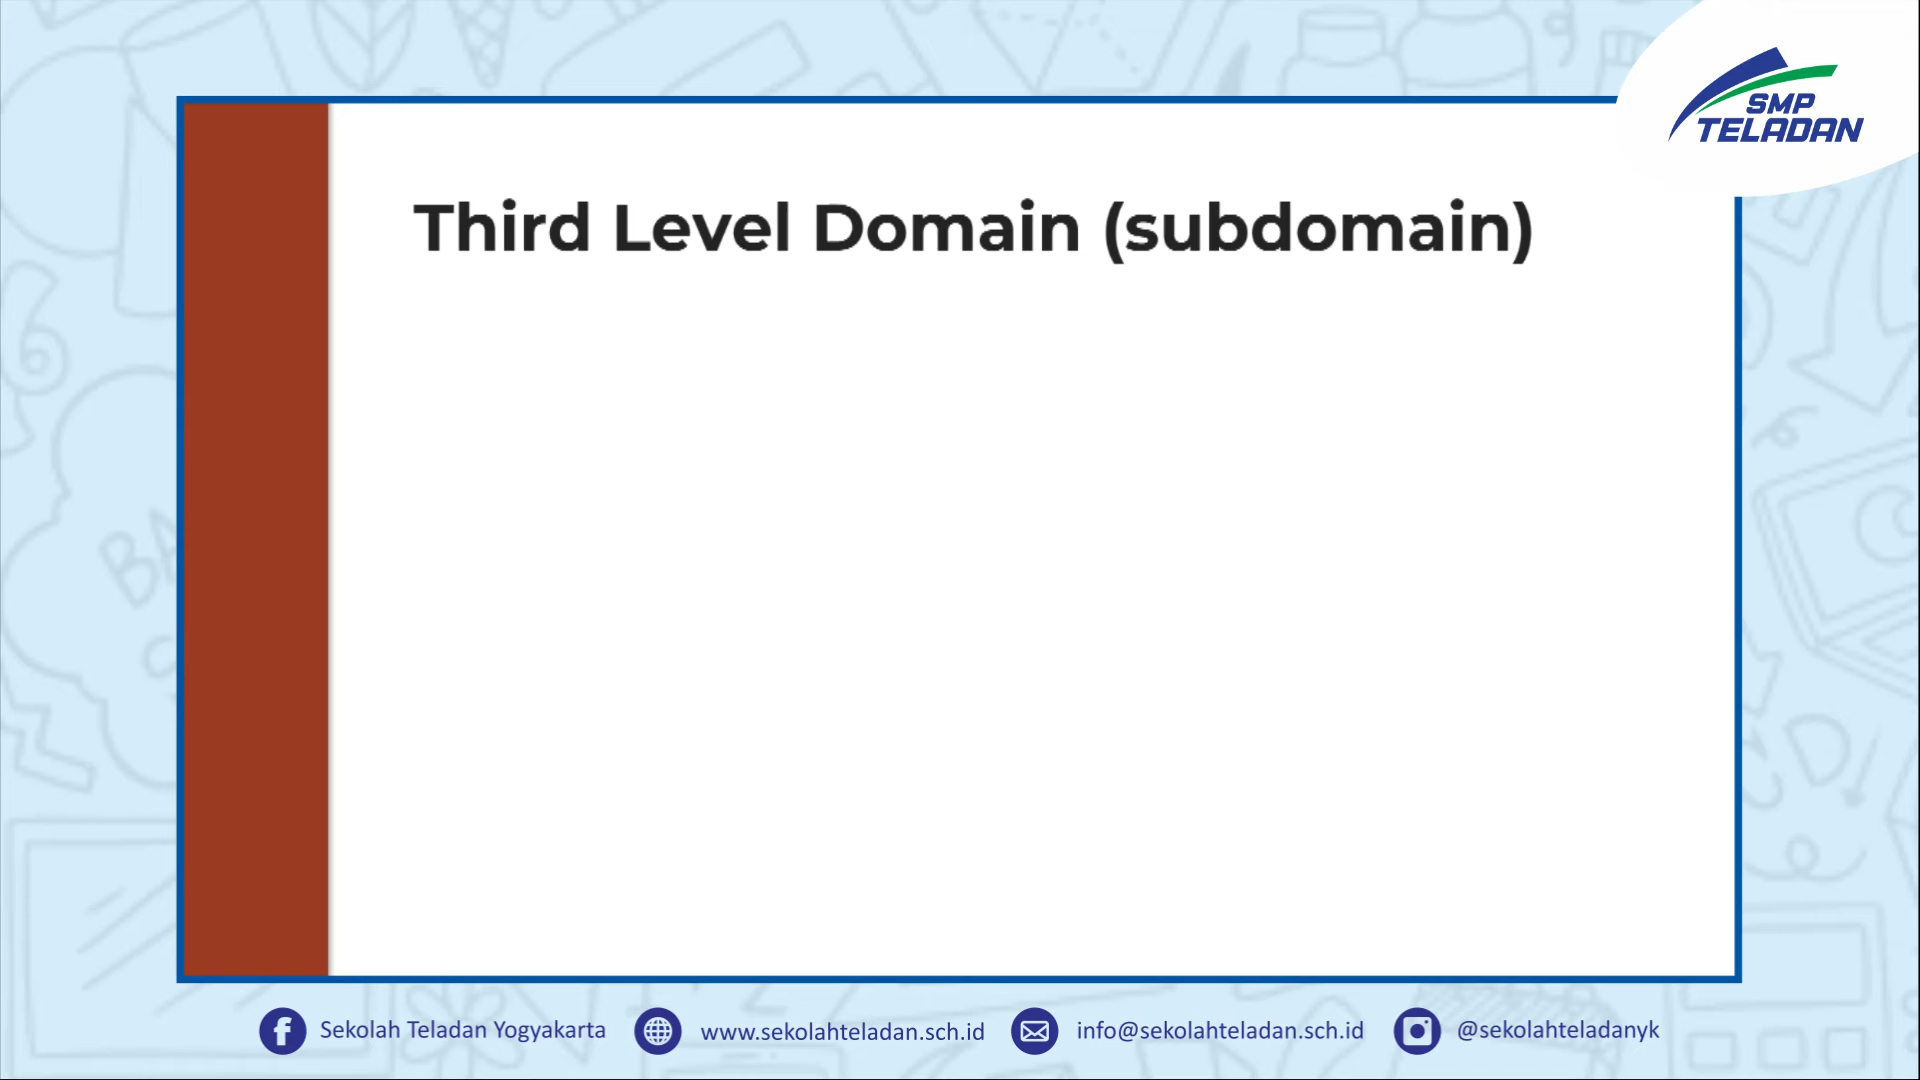 SMP
TELADAN
Third Level Domain (subdomain)
Sekolah Teladan Yogyakarta
www.sekolahteladan.sch.id
info@sekolahteladan.sch.id
@sekolahteladanyk